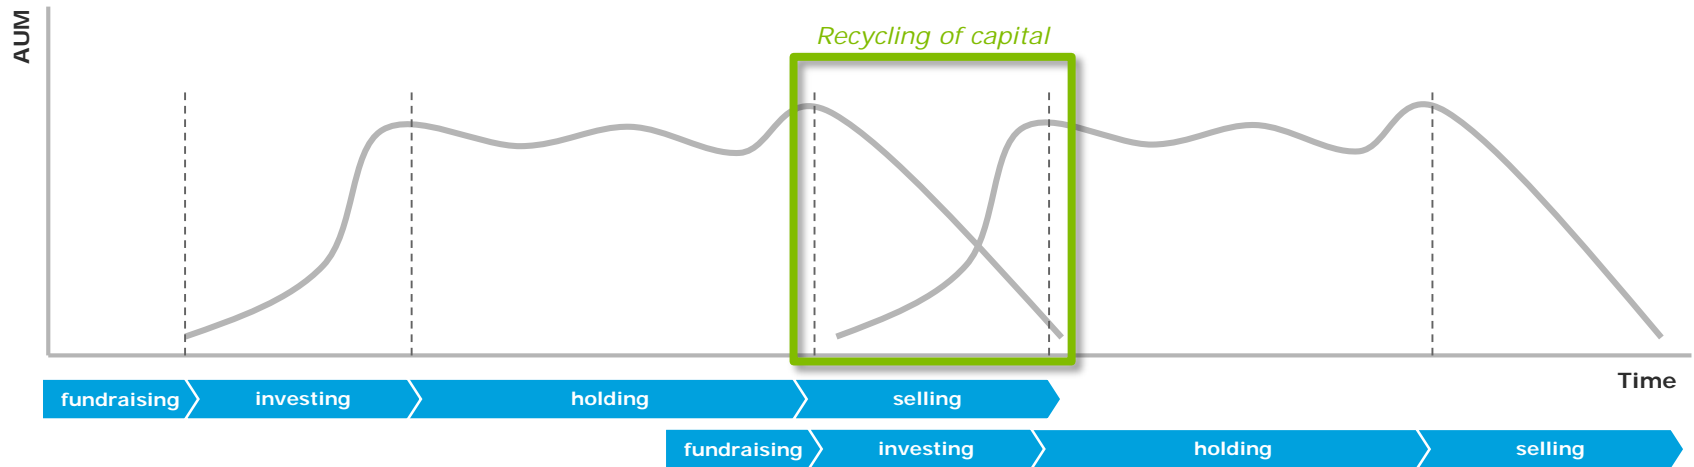 AUM
Recycling of capital
Time
fundraising investing holding selling
fundraising investing holding selling